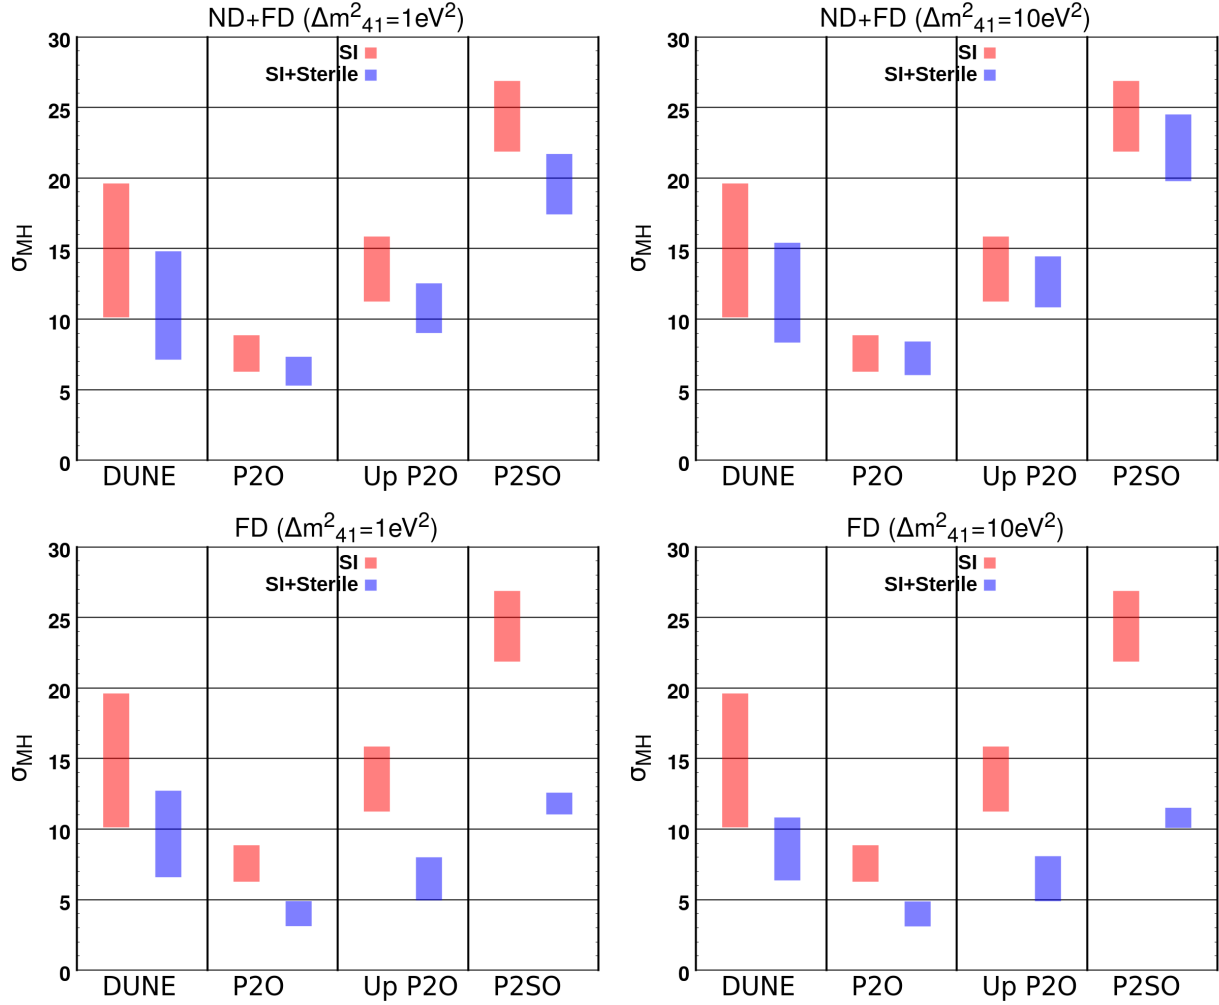 ND+FD (Δm²₄₁=1eV²)
30
25
20
15
10
5
0
σMH
SI
SI+Sterile
DUNE P2O Up P2O P2SO
ND+FD (Δm²₄₁=10eV²)
30
25
20
15
10
5
0
σMH
SI
SI+Sterile
DUNE P2O Up P2O P2SO
FD (Δm²₄₁=1eV²)
30
25
20
15
10
5
0
σMH
SI
SI+Sterile
DUNE P2O Up P2O P2SO
FD (Δm²₄₁=10eV²)
30
25
20
15
10
5
0
σMH
SI
SI+Sterile
DUNE P2O Up P2O P2SO